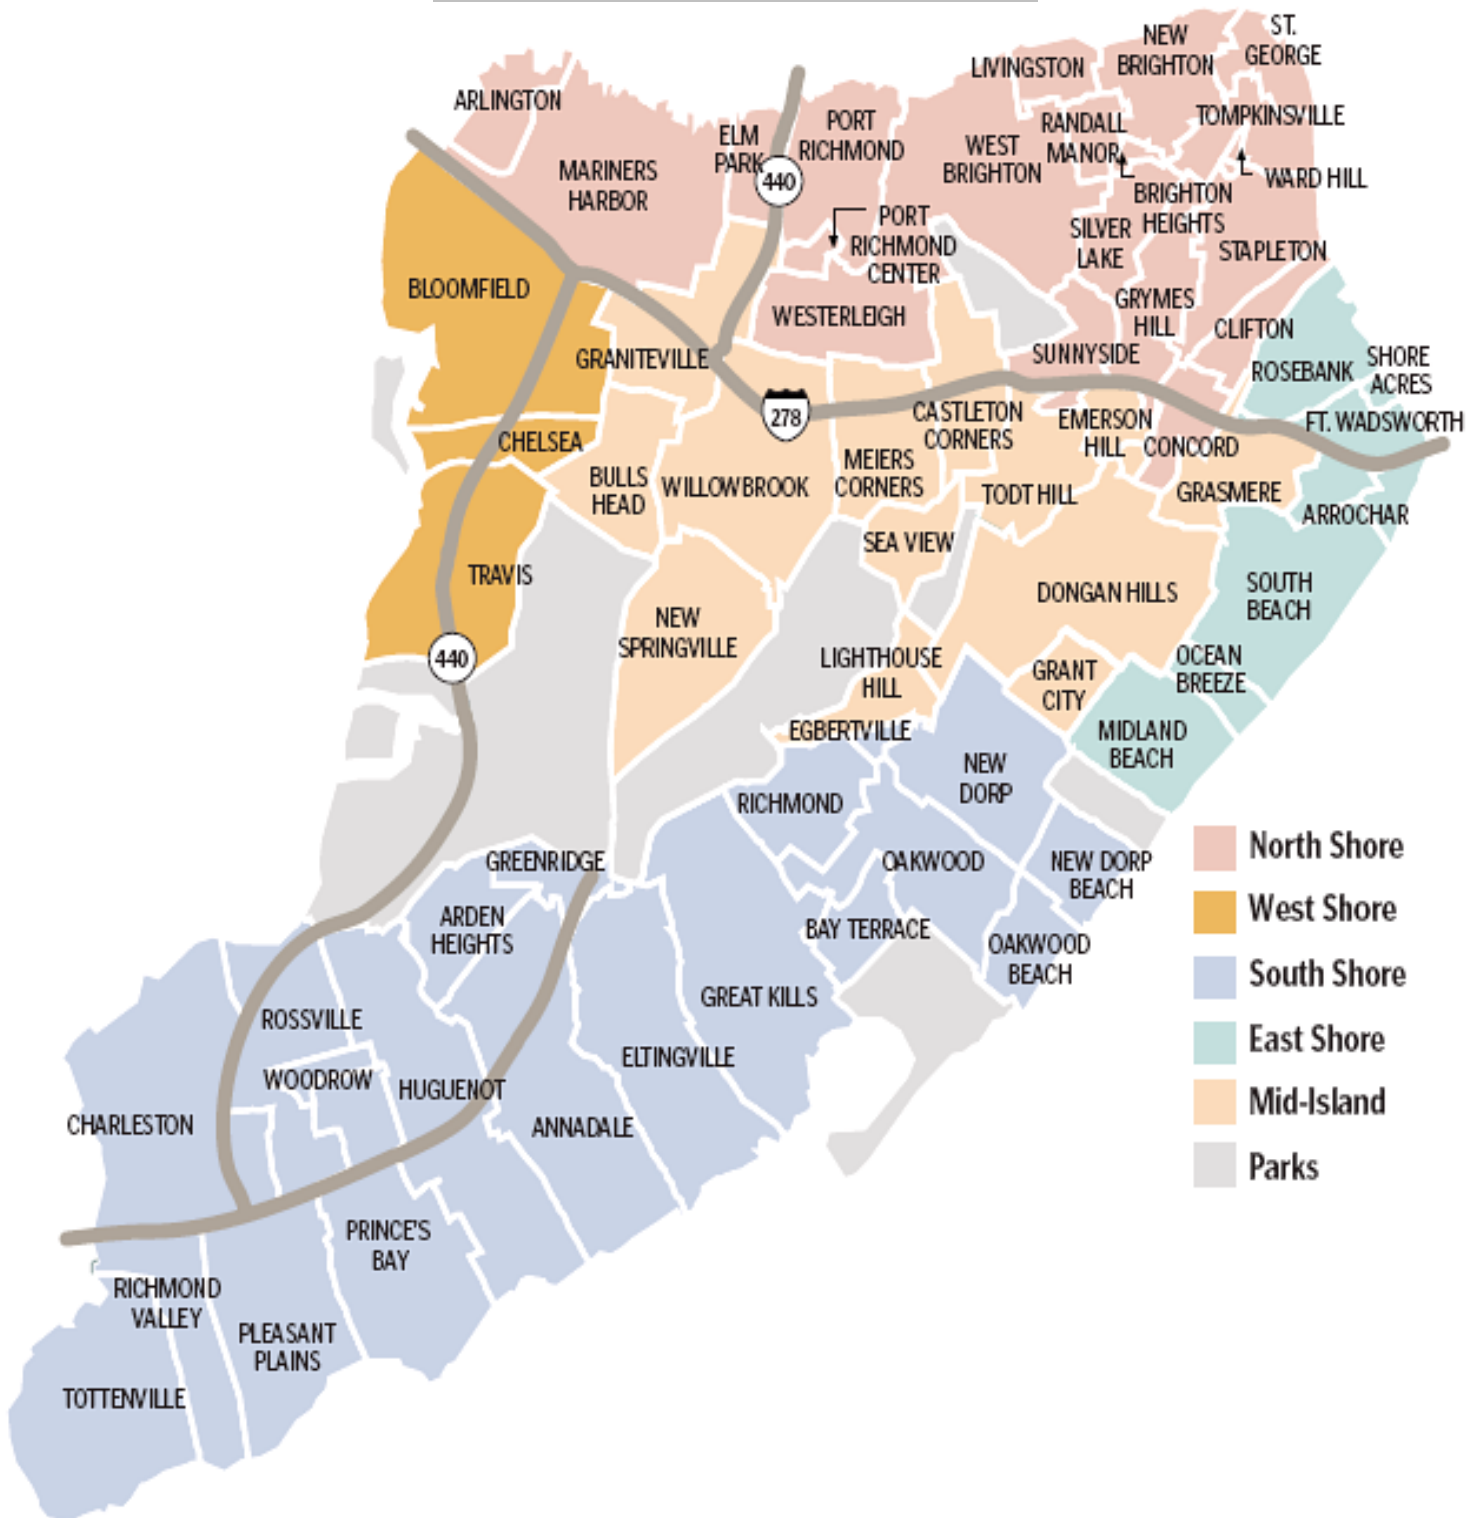 ST.
GEORGE
NEW
BRIGHTON
LIVINGSTON
ARLINGTON
TOMPKINSVILLE
PORT
RICHMOND
RANDALL
MANOR
ELM
PARK
WEST
BRIGHTON
MARINERS
HARBOR
440
WARD HILL
BRIGHTON
HEIGHTS
PORT
RICHMOND
CENTER
SILVER
LAKE
STAPLETON
BLOOMFIELD
GRYMES
HILL
WESTERLEIGH
CLIFTON
SUNNYSIDE
GRANITEVILLE
SHORE
ACRES
ROSEBANK
278
CASTLETON
CORNERS
EMERSON
HILL
FT. WADSWORTH
CHELSEA
CONCORD
MEIERS
CORNERS
BULLS
HEAD
WILLOWBROOK
TODT HILL
GRASMERE
ARROCHAR
SEA VIEW
TRAVIS
DONGAN HILLS
SOUTH
BEACH
NEW
SPRINGVILLE
440
LIGHTHOUSE
HILL
OCEAN
BREEZE
GRANT
CITY
EGBERTVILLE
MIDLAND
BEACH
NEW
DORP
RICHMOND
GREENRIDGE
OAKWOOD
NEW DORP
BEACH
ARDEN
HEIGHTS
BAY TERRACE
OAKWOOD
BEACH
GREAT KILLS
ROSSVILLE
ELTINGVILLE
WOODROW
HUGUENOT
CHARLESTON
ANNADALE
PRINCE'S
BAY
RICHMOND
VALLEY
PLEASANT
PLAINS
TOTTENVILLE
North Shore
West Shore
South Shore
East Shore
Mid-Island
Parks